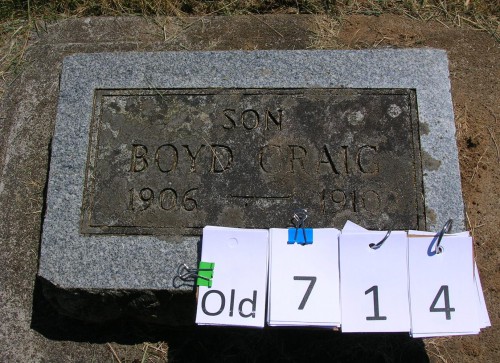 SON
BOYD CRAIG
1906 — 1910
Old 7 1 4